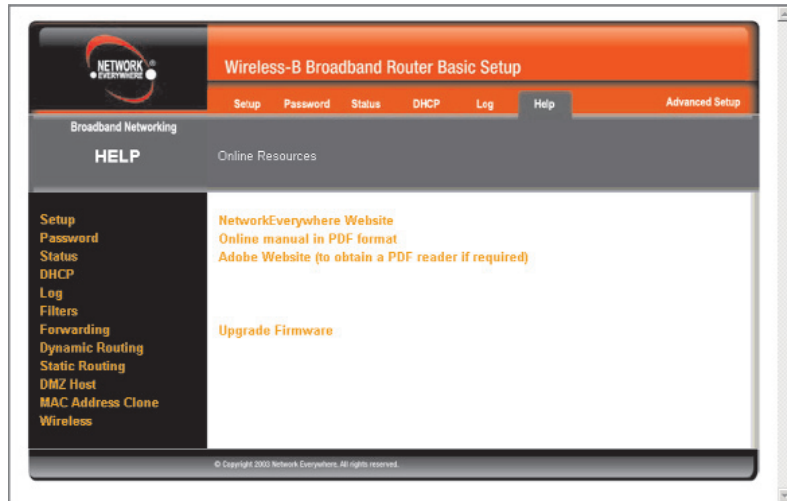 NETWORK
EVERYWHERE
Wireless-B Broadband Router Basic Setup
Setup Password Status DHCP Log Help Advanced Setup
Broadband Networking
HELP
Online Resources
Setup
Password
Status
DHCP
Log
Filters
Forwarding
Dynamic Routing
Static Routing
DMZ Host
MAC Address Clone
Wireless
NetworkEverywhere Website
Online manual in PDF format
Adobe Website (to obtain a PDF reader if required)
Upgrade Firmware
© Copyright 2003 Network Everywhere. All rights reserved.